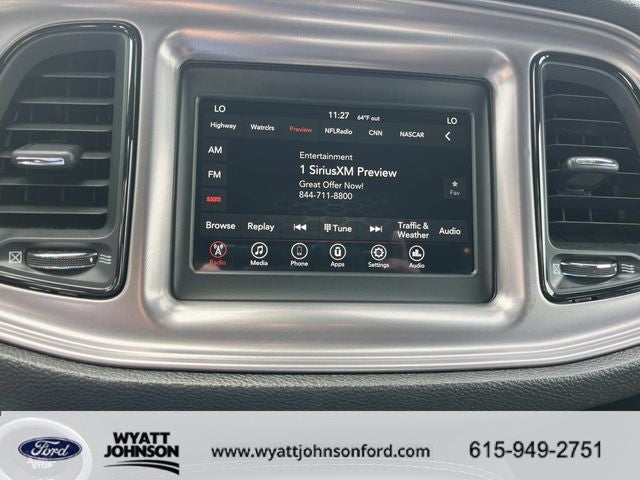 LO 11:27 64°F out LO
Highway Watrclrs Preview NFLRadio CNN NASCAR
AM
Entertainment
1 SiriusXM Preview
FM
Great Offer Now!
844-711-8800
Fav
sxm
Browse Replay Tune Traffic & Weather Audio
Radio Media Phone Apps Settings Audio
Ford
STOP
WYATT
JOHNSON
www.wyattjohnsonford.com
615-949-2751